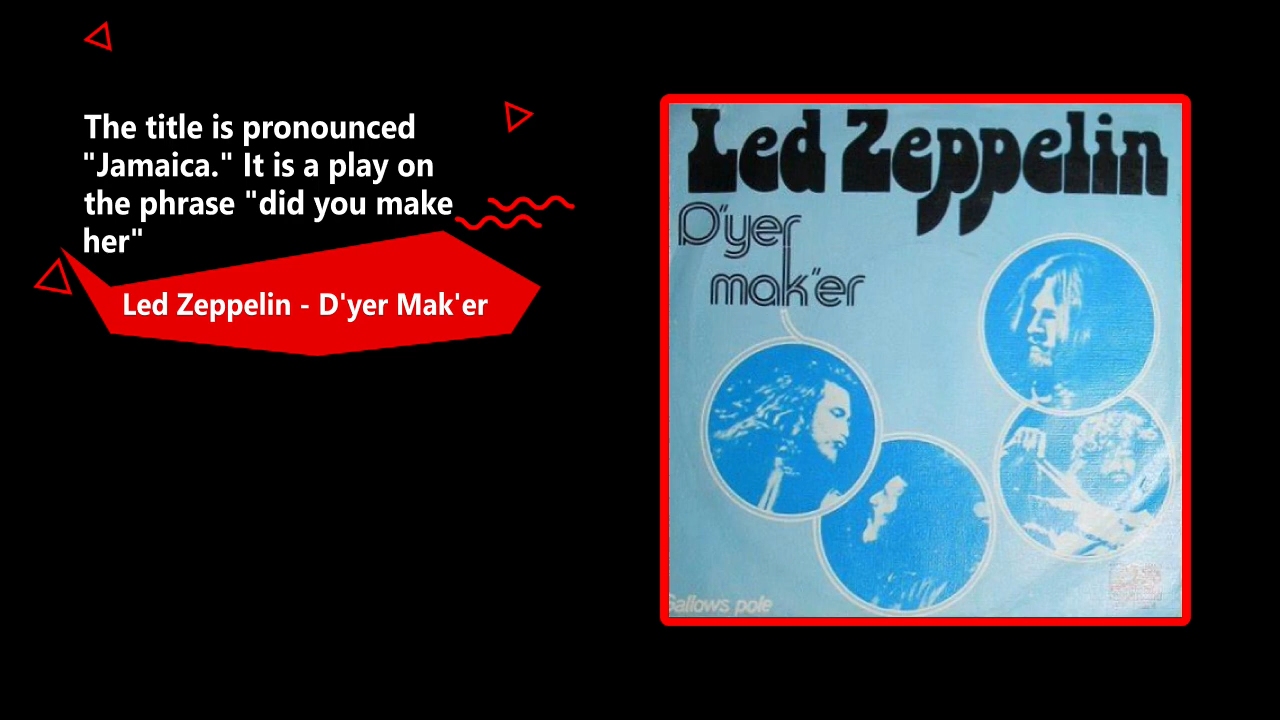 The title is pronounced
"Jamaica." It is a play on
the phrase "did you make
her"
Led Zeppelin - D'yer Mak'er
Led Zeppelin
D'yer
mak'er
Gallows pole